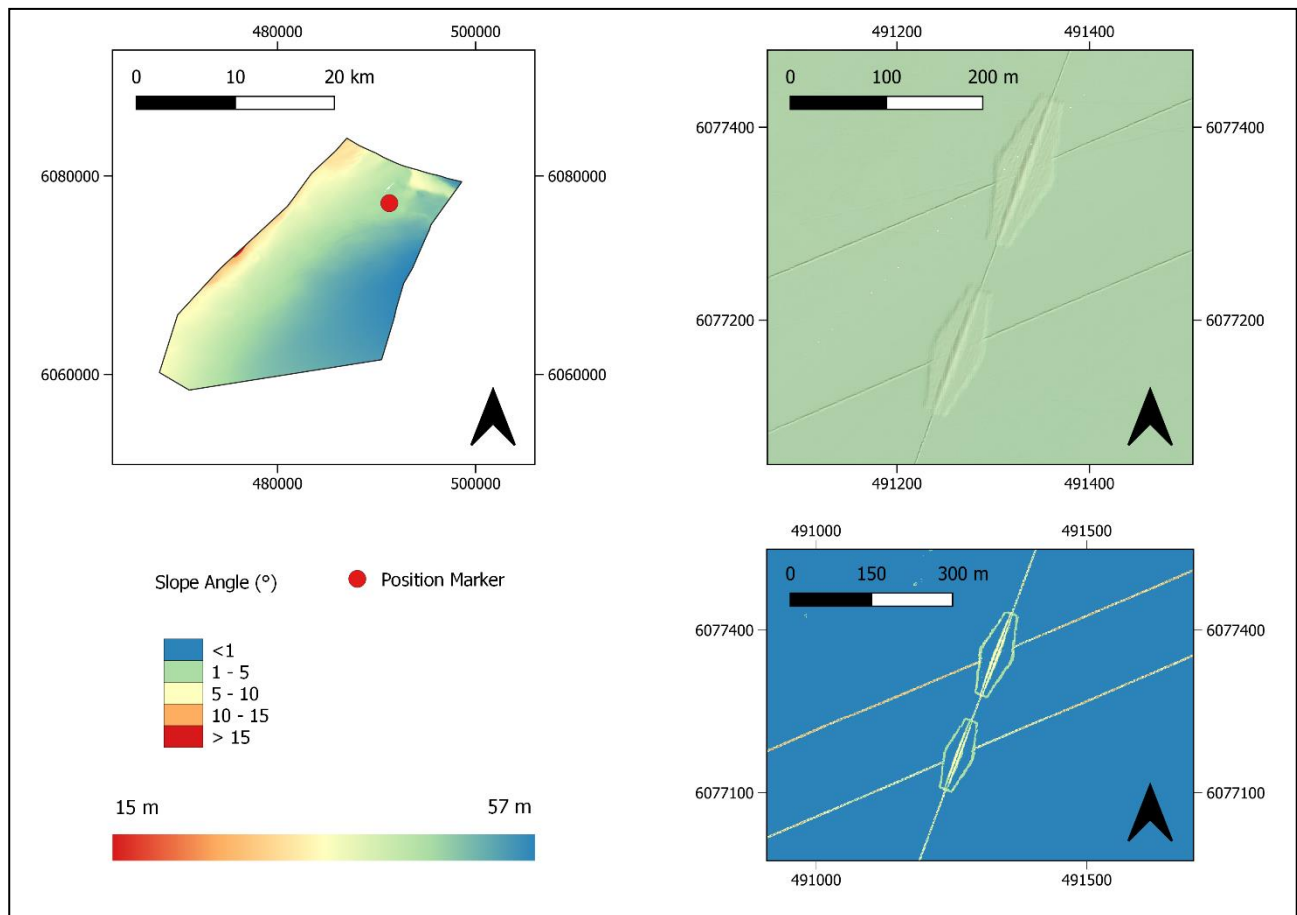 480000 500000
0 10 20 km
6080000 6080000
6060000 6060000
480000 500000
491200 491400
0 100 200 m
6077400 6077400
6077200 6077200
491200 491400
Slope Angle (°)
Position Marker
<1
1 - 5
5 - 10
10 - 15
> 15
15 m 57 m
491000 491500
0 150 300 m
6077400 6077400
6077100 6077100
491000 491500